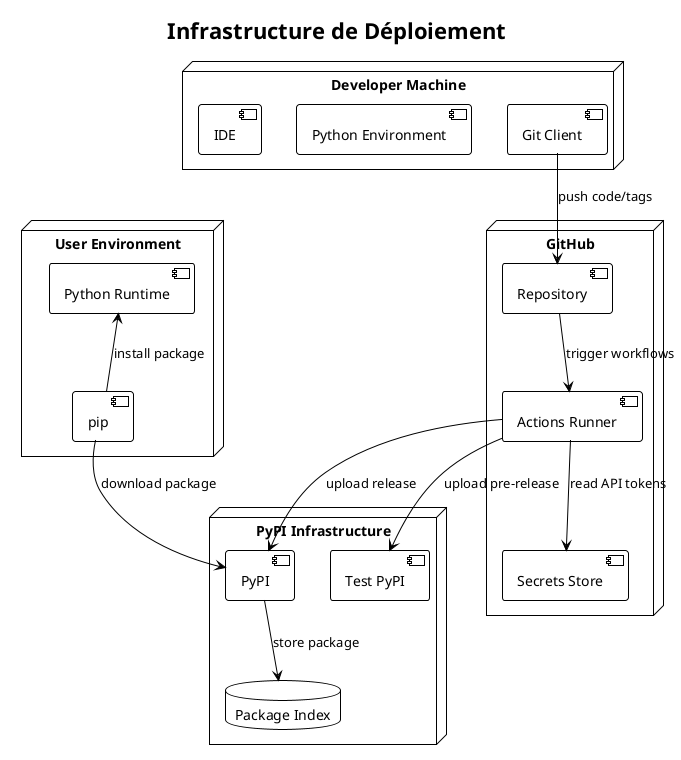 Infrastructure de Déploiement
Developer Machine
IDE
Python Environment
Git Client
push code/tags
User Environment
Python Runtime
install package
pip
download package
GitHub
Repository
trigger workflows
Actions Runner
upload release
upload pre-release
read API tokens
Secrets Store
PyPI Infrastructure
PyPI
Test PyPI
store package
Package Index